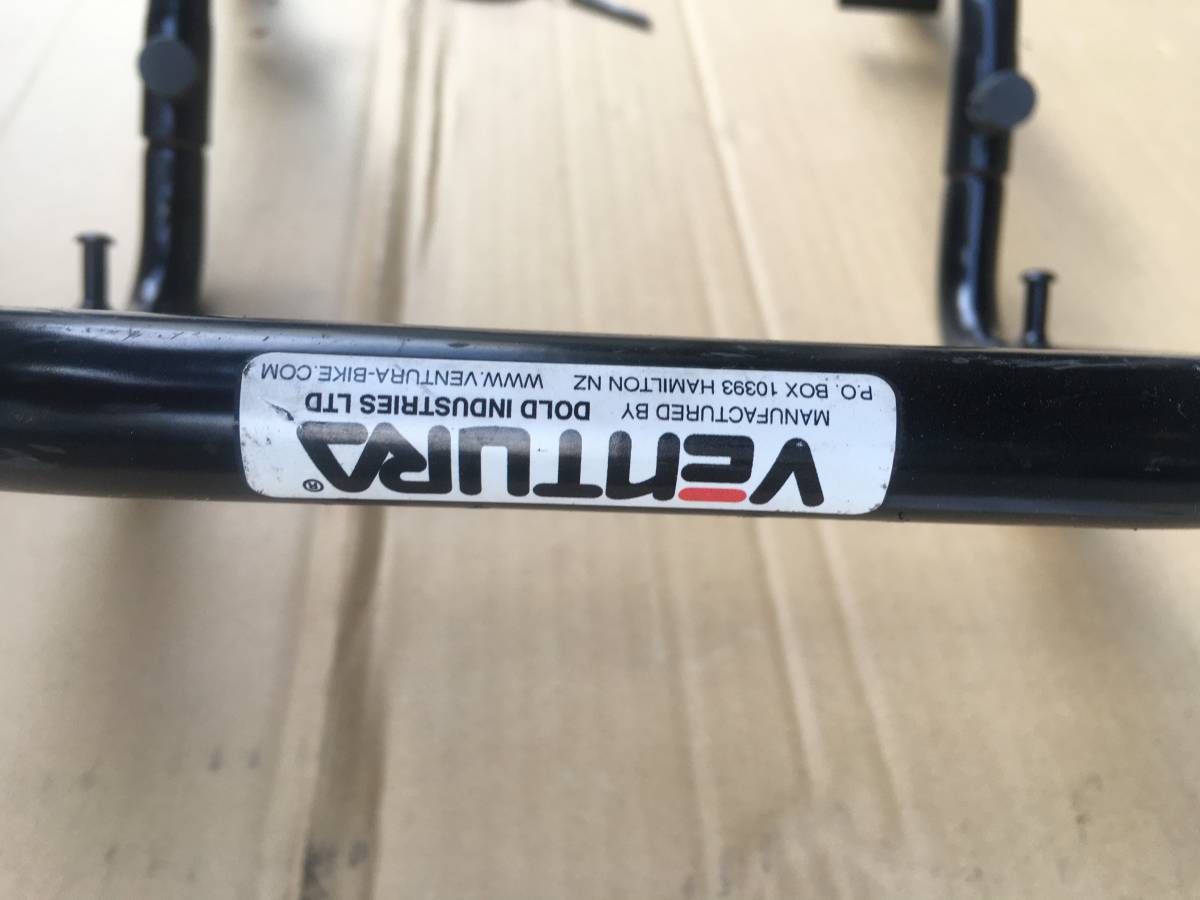 VENTURA®
MANUFACTURED BY DOLD INDUSTRIES LTD
P.O. BOX 10393 HAMILTON NZ WWW.VENTURA-BIKE.COM